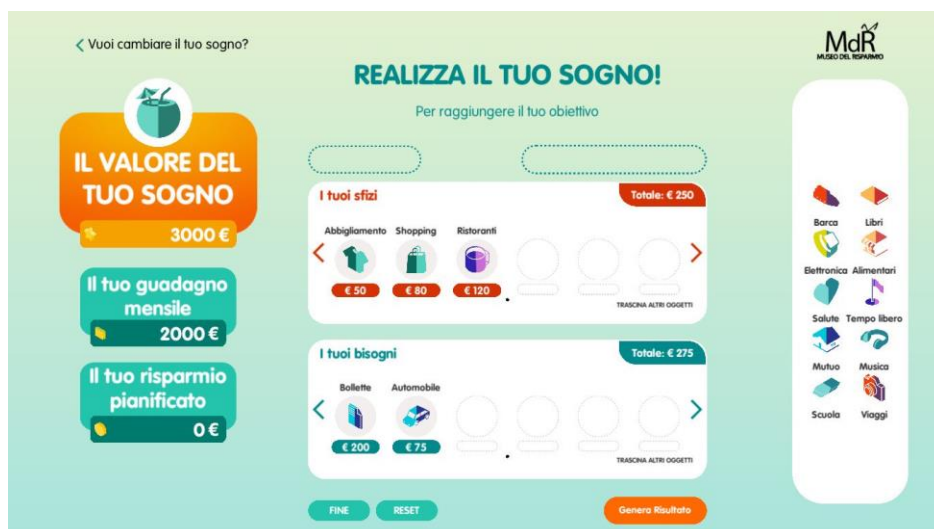 Vuoi cambiare il tuo sogno?
MdR
MUSEO DEL RISPARMIO
REALIZZA IL TUO SOGNO!
Per raggiungere il tuo obiettivo
IL VALORE DEL
TUO SOGNO
3000 €
Il tuo guadagno
mensile
2000 €
Il tuo risparmio
pianificato
0 €
I tuoi sfizi
Totale: € 250
Abbigliamento Shopping Ristoranti
€ 50 € 80 € 120
TRASCINA ALTRI OGGETTI
I tuoi bisogni
Totale: € 275
Bollette Automobile
€ 200 € 75
TRASCINA ALTRI OGGETTI
FINE RESET Genera Risultato
Barca Libri
Elettronica Alimentari
Salute Tempo libero
Mutuo Musica
Scuola Viaggi